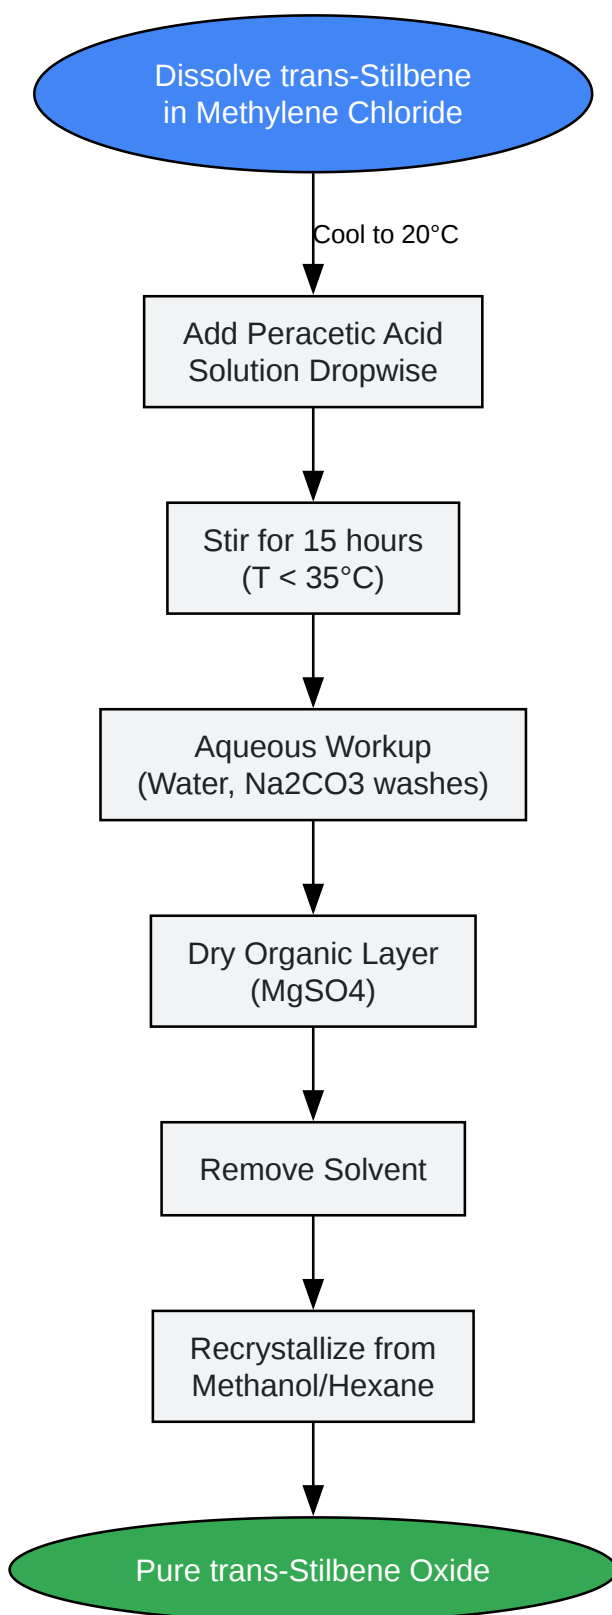 Dissolve trans-Stilbene
in Methylene Chloride
Cool to 20°C
Add Peracetic Acid
Solution Dropwise
Stir for 15 hours
(T < 35°C)
Aqueous Workup
(Water, Na2CO3 washes)
Dry Organic Layer
(MgSO4)
Remove Solvent
Recrystallize from
Methanol/Hexane
Pure trans-Stilbene Oxide